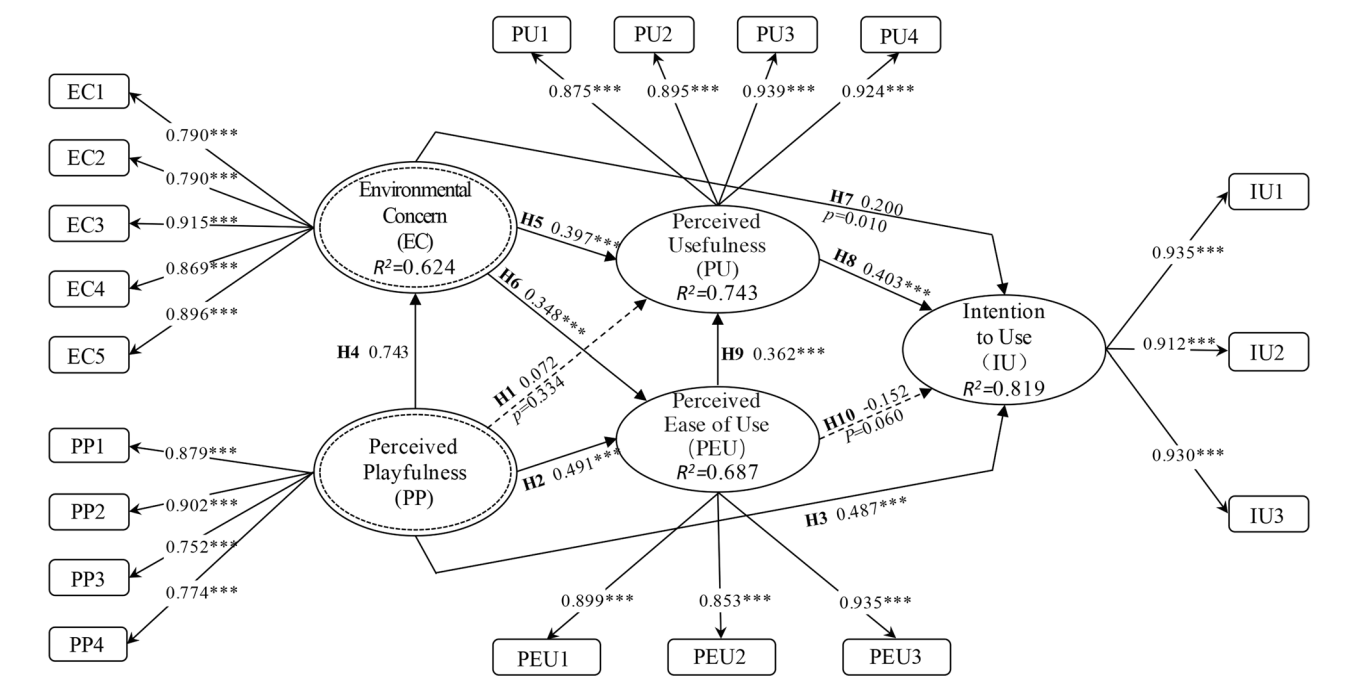 PU1
PU2
PU3
PU4
0.875***
0.895***
0.939***
0.924***
EC1
EC2
EC3
EC4
EC5
0.790***
0.790***
0.915***
0.869***
0.896***
Environmental
Concern
(EC)
R²=0.624
H5 0.397***
H6 0.348***
H7 0.200
p=0.010
Perceived
Usefulness
(PU)
R²=0.743
H8 0.403***
H4 0.743
H1 0.072
p=0.334
H9 0.362***
Intention
to Use
(IU)
R²=0.819
IU1
IU2
IU3
0.935***
0.912***
0.930***
PP1
PP2
PP3
PP4
0.879***
0.902***
0.752***
0.774***
Perceived
Playfulness
(PP)
H2 0.491***
Perceived
Ease of Use
(PEU)
R²=0.687
H10 -0.152
P=0.060
H3 0.487***
0.899***
0.853***
0.935***
PEU1
PEU2
PEU3